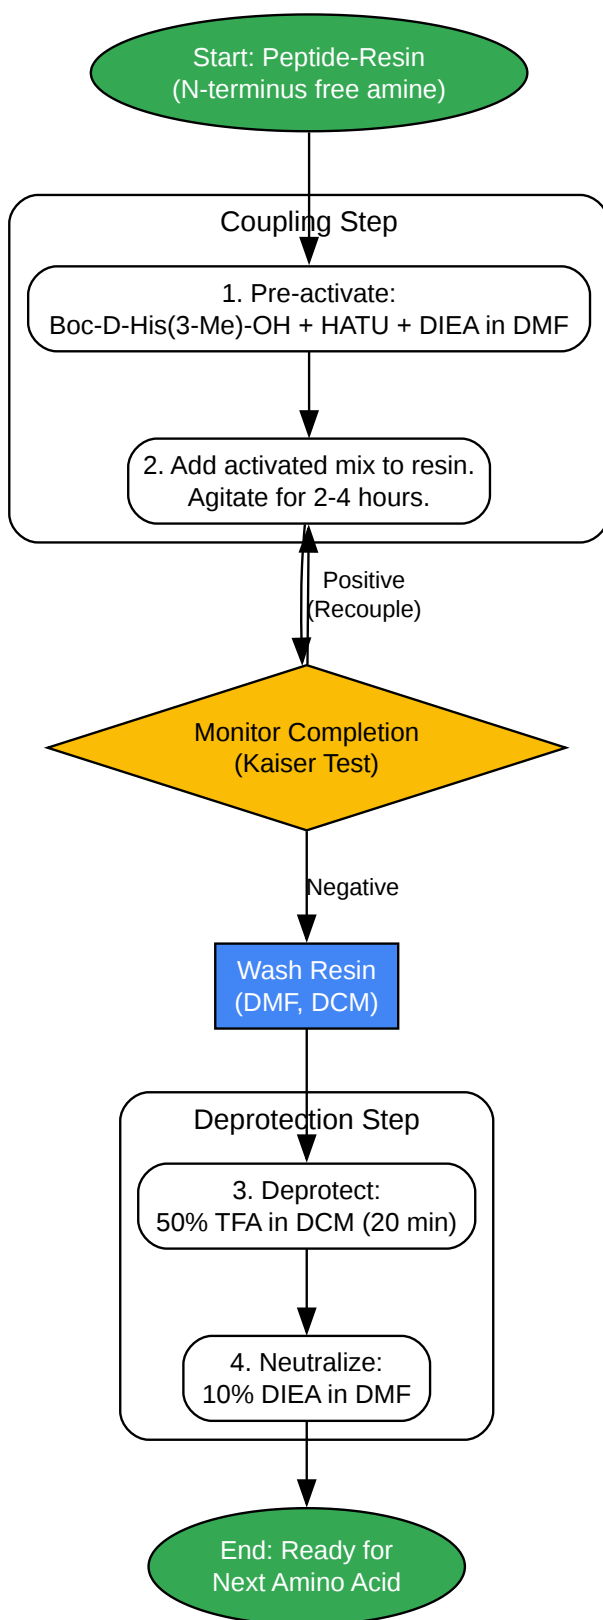 Start: Peptide-Resin
(N-terminus free amine)
Coupling Step
1. Pre-activate:
Boc-D-His(3-Me)-OH + HATU + DIEA in DMF
2. Add activated mix to resin.
Agitate for 2-4 hours.
Positive
(Recouple)
Monitor Completion
(Kaiser Test)
Negative
Wash Resin
(DMF, DCM)
Deprotection Step
3. Deprotect:
50% TFA in DCM (20 min)
4. Neutralize:
10% DIEA in DMF
End: Ready for
Next Amino Acid